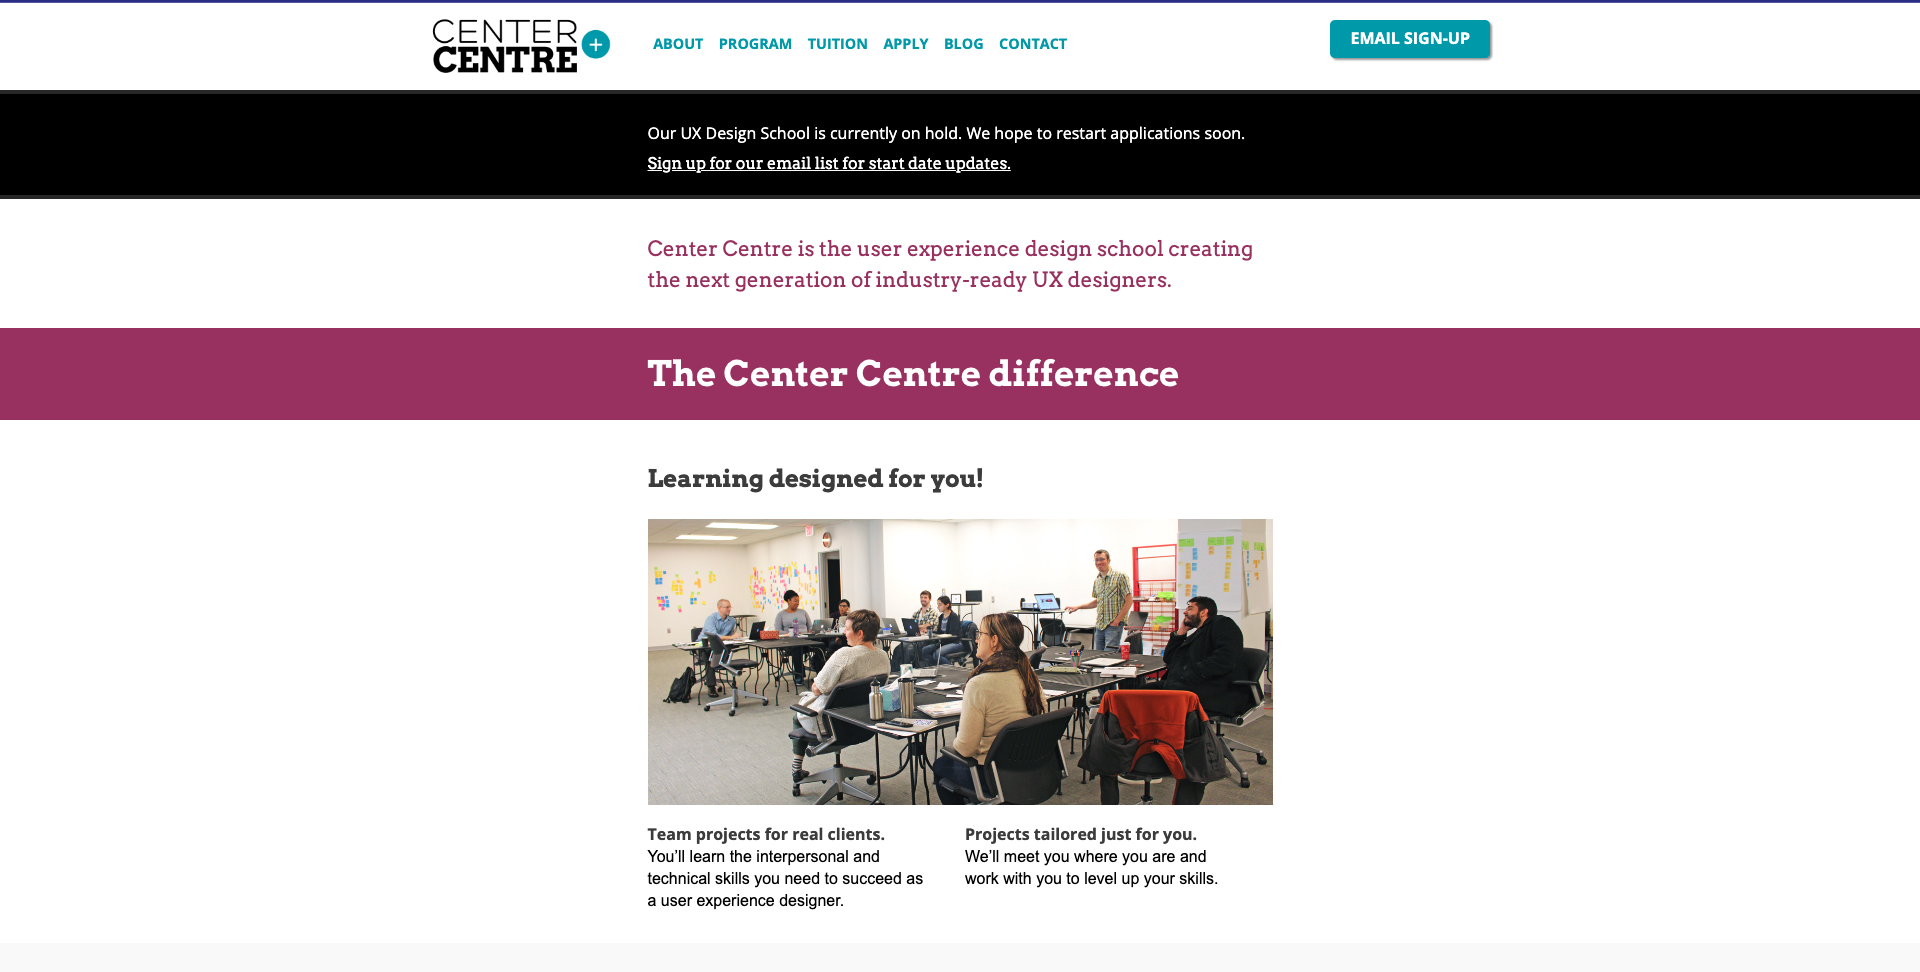 CENTER
CENTRE +
ABOUT PROGRAM TUITION APPLY BLOG CONTACT
EMAIL SIGN-UP
Our UX Design School is currently on hold. We hope to restart applications soon.
Sign up for our email list for start date updates.
Center Centre is the user experience design school creating
the next generation of industry-ready UX designers.
The Center Centre difference
Learning designed for you!
Team projects for real clients.
You’ll learn the interpersonal and
technical skills you need to succeed as
a user experience designer.
Projects tailored just for you.
We’ll meet you where you are and
work with you to level up your skills.